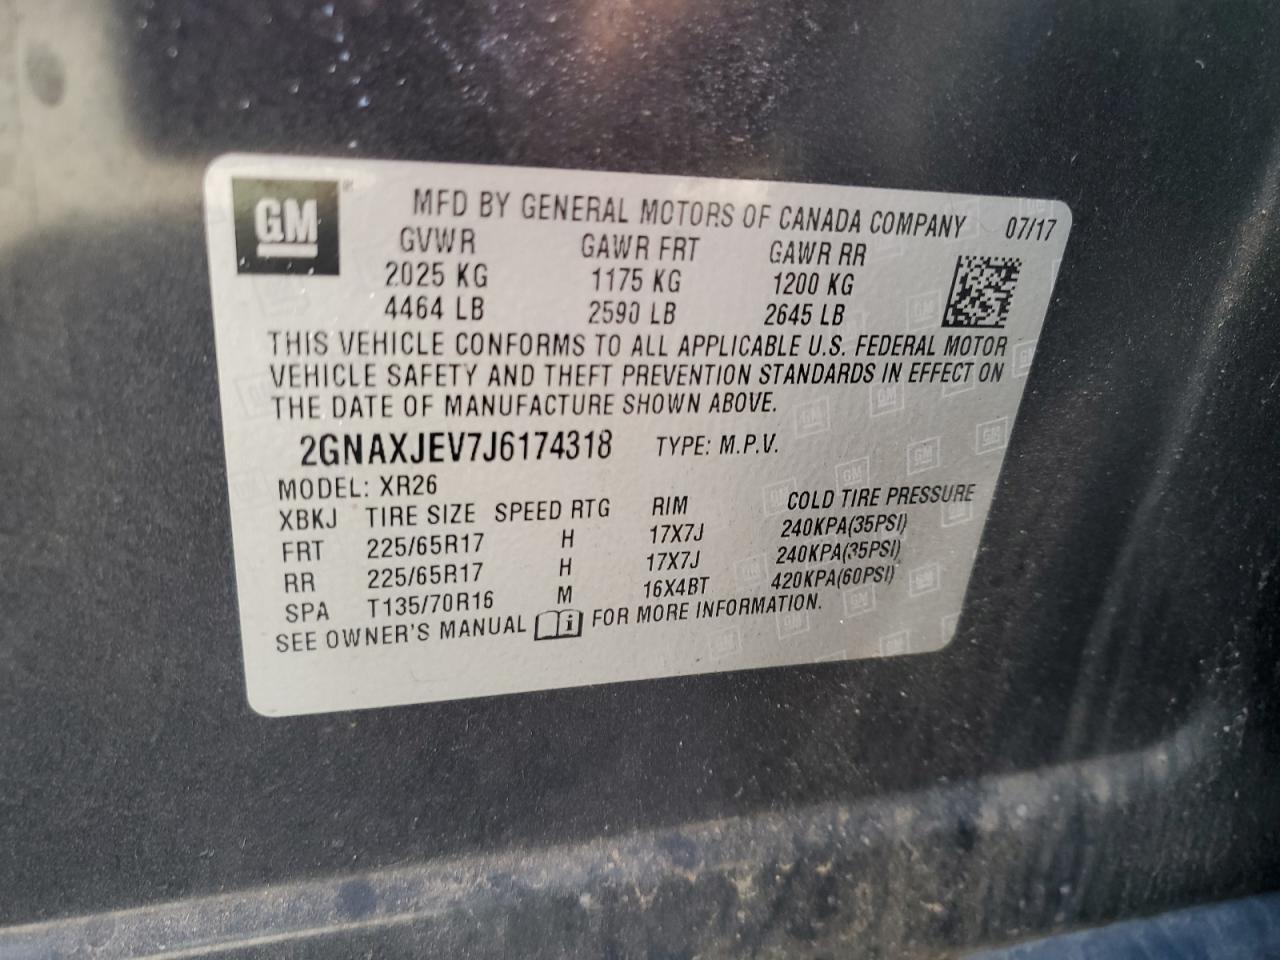 GM
MFD BY GENERAL MOTORS OF CANADA COMPANY 07/17
GVWR GAWR FRT GAWR RR
2025 KG 1175 KG 1200 KG
4464 LB 2590 LB 2645 LB
THIS VEHICLE CONFORMS TO ALL APPLICABLE U.S. FEDERAL MOTOR
VEHICLE SAFETY AND THEFT PREVENTION STANDARDS IN EFFECT ON
THE DATE OF MANUFACTURE SHOWN ABOVE.
2GNAXJEV7J6174318 TYPE: M.P.V.
MODEL: XR26
XBKJ TIRE SIZE SPEED RTG RIM COLD TIRE PRESSURE
FRT 225/65R17 H 17X7J 240KPA(35PSI)
RR 225/65R17 H 17X7J 240KPA(35PSI)
SPA T135/70R16 M 16X4BT 420KPA(60PSI)
SEE OWNER'S MANUAL i FOR MORE INFORMATION.